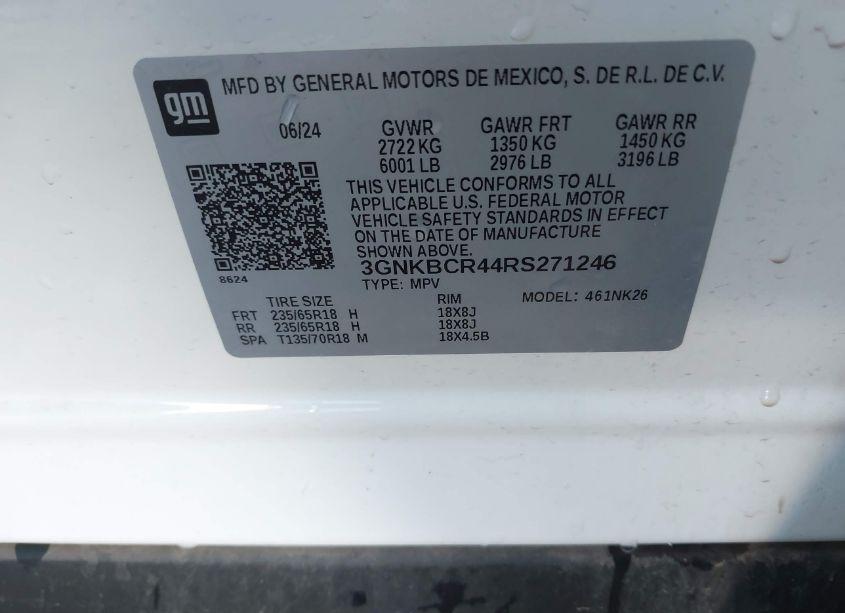 gm
MFD BY GENERAL MOTORS DE MEXICO, S. DE R.L. DE C.V.
06/24 GVWR GAWR FRT GAWR RR
2722 KG 1350 KG 1450 KG
6001 LB 2976 LB 3196 LB
THIS VEHICLE CONFORMS TO ALL
APPLICABLE U.S. FEDERAL MOTOR
VEHICLE SAFETY STANDARDS IN EFFECT
ON THE DATE OF MANUFACTURE
SHOWN ABOVE.
8624
3GNKBCR44RS271246
TYPE: MPV MODEL: 461NK26
TIRE SIZE RIM
FRT 235/65R18 H 18X8J
RR 235/65R18 H 18X8J
SPA T135/70R18 M 18X4.5B